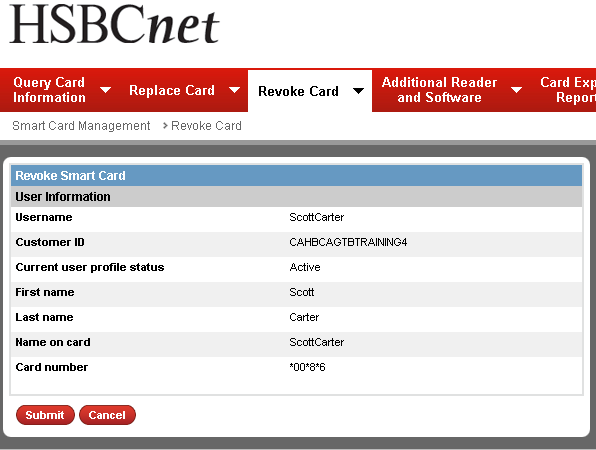 HSBCnet
Query Card Information
Replace Card
Revoke Card
Additional Reader and Software
Card Exp
Report
Smart Card Management > Revoke Card
Revoke Smart Card
User Information
Username ScottCarter
Customer ID CAHBCAGTBTRAINING4
Current user profile status Active
First name Scott
Last name Carter
Name on card ScottCarter
Card number *00*8*6
Submit Cancel